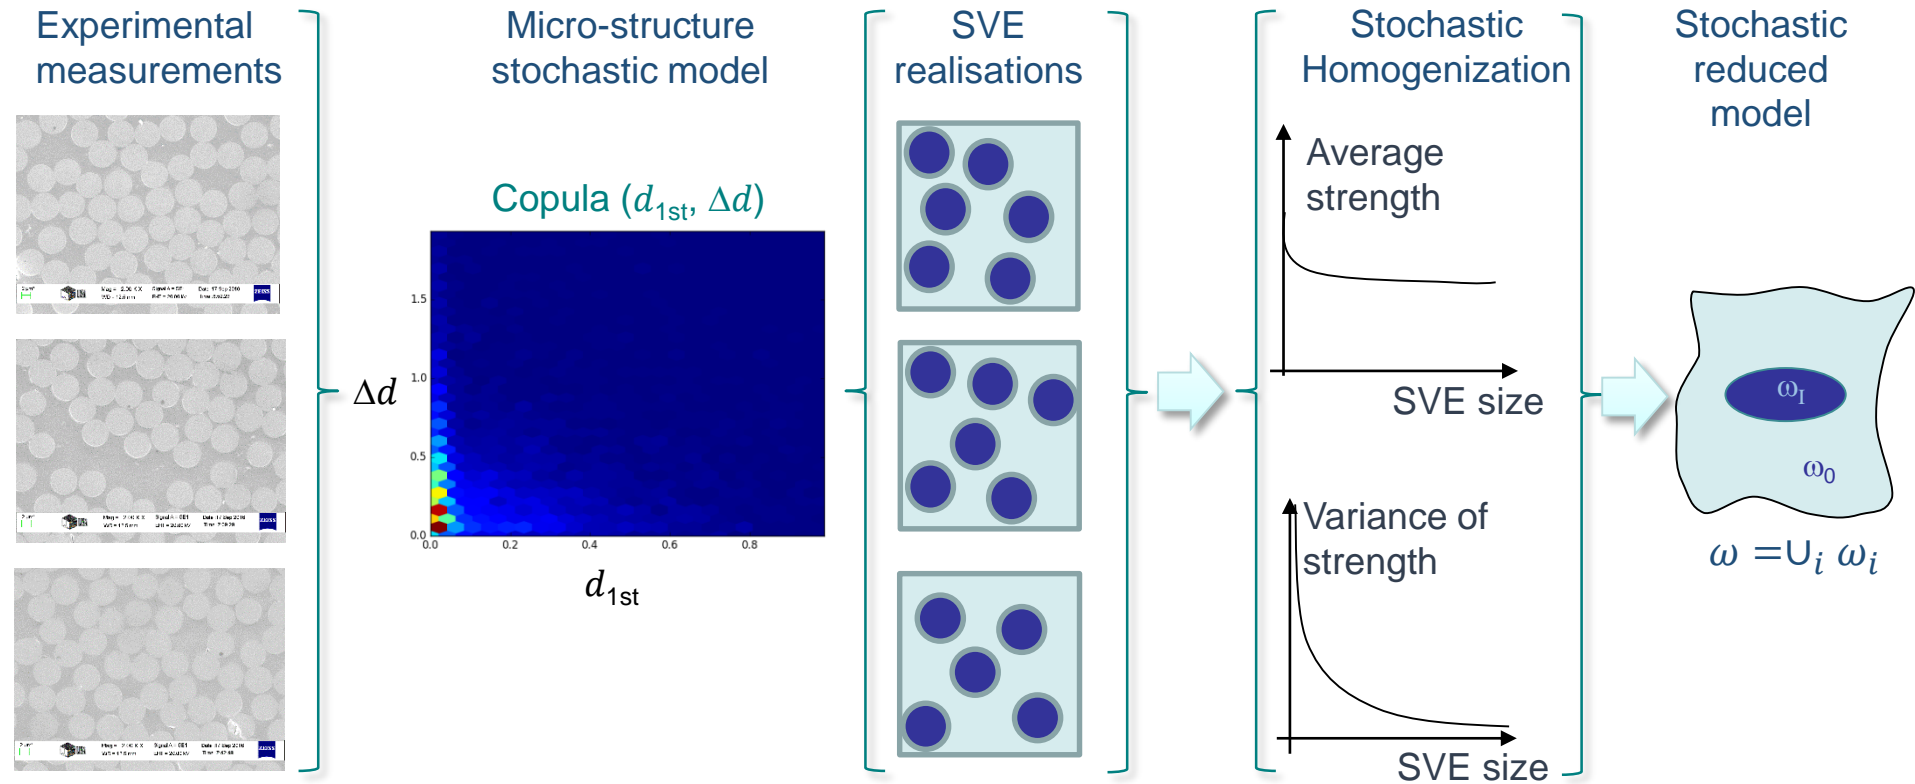 Experimental
measurements
Micro-structure
stochastic model
SVE
realisations
Stochastic
Homogenization
Stochastic
reduced
model
Copula (d1st, Δd)
1.5
1.0
0.5
0.0
0.0 0.2 0.4 0.6 0.8
Δd
d1st
Average
strength
SVE size
Variance of
strength
SVE size
ωI
ω0
ω =∪i ωi
ZEISS